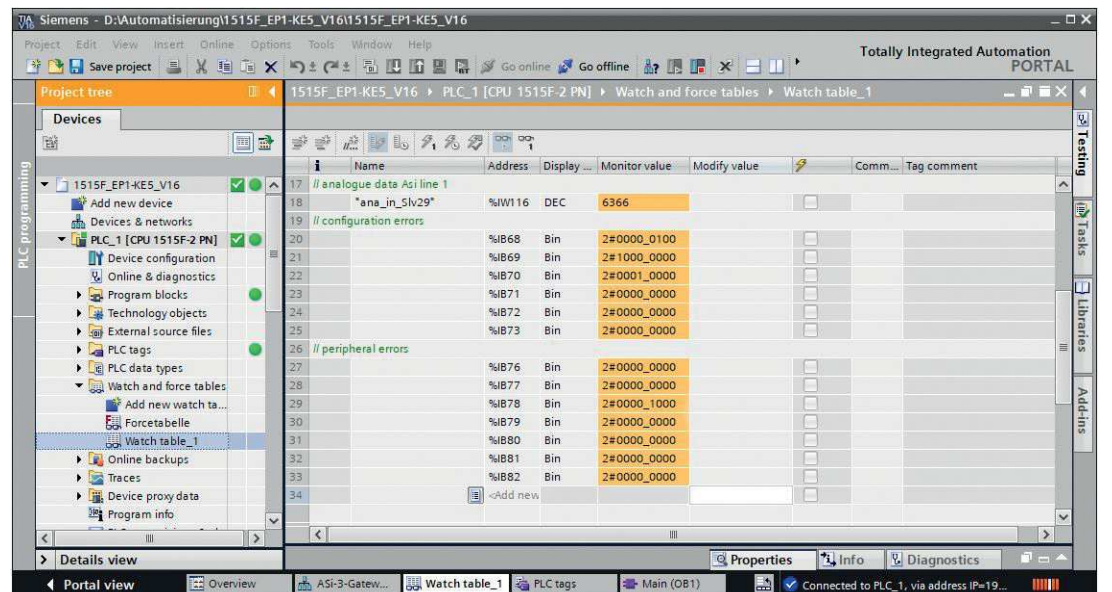 Siemens - D:\Automatisierung\1515F_EP1-KE5_V16\1515F_EP1-KE5_V16
Project Edit View Insert Online Options Tools Window Help
Totally Integrated Automation
PORTAL
Save project Go online Go offline
Project tree
1515F_EP1-KE5_V16 PLC_1 [CPU 1515F-2 PN] Watch and force tables Watch table_1
Devices
PLC programming
1515F_EP1-KE5_V16
Add new device
Devices & networks
PLC_1 [CPU 1515F-2 PN]
Device configuration
Online & diagnostics
Program blocks
Technology objects
External source files
PLC tags
PLC data types
Watch and force tables
Add new watch ta...
Forcetabelle
Watch table_1
Online backups
Traces
Device proxy data
Program info
Details view
i Name Address Display ... Monitor value Modify value Comm... Tag comment
17 // analogue data Asi line 1
18 "ana_in_Slv29" %IW116 DEC 6366
19 // configuration errors
20 %IB68 Bin 2#0000_0100
21 %IB69 Bin 2#1000_0000
22 %IB70 Bin 2#0001_0000
23 %IB71 Bin 2#0000_0000
24 %IB72 Bin 2#0000_0000
25 %IB73 Bin 2#0000_0000
26 // peripheral errors
27 %IB76 Bin 2#0000_0000
28 %IB77 Bin 2#0000_0000
29 %IB78 Bin 2#0000_1000
30 %IB79 Bin 2#0000_0000
31 %IB80 Bin 2#0000_0000
32 %IB81 Bin 2#0000_0000
33 %IB82 Bin 2#0000_0000
34 <Add new
Testing
Tasks
Libraries
Add-ins
Properties Info Diagnostics
Portal view Overview ASi-3-Gatew... Watch table_1 PLC tags Main (OB1) Connected to PLC_1, via address IP=19...